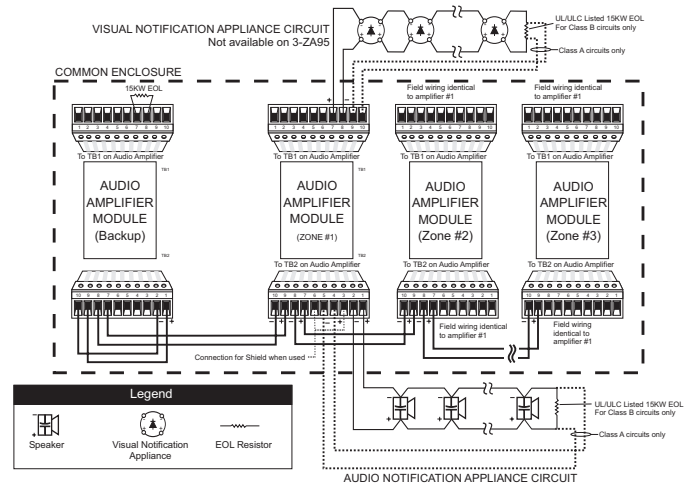 VISUAL NOTIFICATION APPLIANCE CIRCUIT
Not available on 3-ZA95
UL/ULC Listed 15KW EOL
For Class B circuits only
Class A circuits only
COMMON ENCLOSURE
15KW EOL
+ −
Field wiring identical
to amplifier #1
Field wiring identical
to amplifier #1
1 2 3 4 5 6 7 8 9 10
1 2 3 4 5 6 7 8 9 10
1 2 3 4 5 6 7 8 9 10
1 2 3 4 5 6 7 8 9 10
To TB1 on Audio Amplifier
To TB1 on Audio Amplifier
To TB1 on Audio Amplifier
To TB1 on Audio Amplifier
TB1
TB1
AUDIO
AMPLIFIER
MODULE
(Backup)
AUDIO
AMPLIFIER
MODULE
(ZONE #1)
AUDIO
AMPLIFIER
MODULE
(Zone #2)
AUDIO
AMPLIFIER
MODULE
(Zone #3)
TB2
TB2
To TB2 on Audio Amplifier
To TB2 on Audio Amplifier
To TB2 on Audio Amplifier
To TB2 on Audio Amplifier
10 9 8 7 6 5 4 3 2 1
10 9 8 7 6 5 4 3 2 1
10 9 8 7 6 5 4 3 2 1
10 9 8 7 6 5 4 3 2 1
Field wiring identical
to amplifier #1
Field wiring
identical to
amplifier #1
Connection for Shield when used
Legend
Speaker
Visual Notification
Appliance
EOL Resistor
UL/ULC Listed 15KW EOL
For Class B circuits only
Class A circuits only
AUDIO NOTIFICATION APPLIANCE CIRCUIT